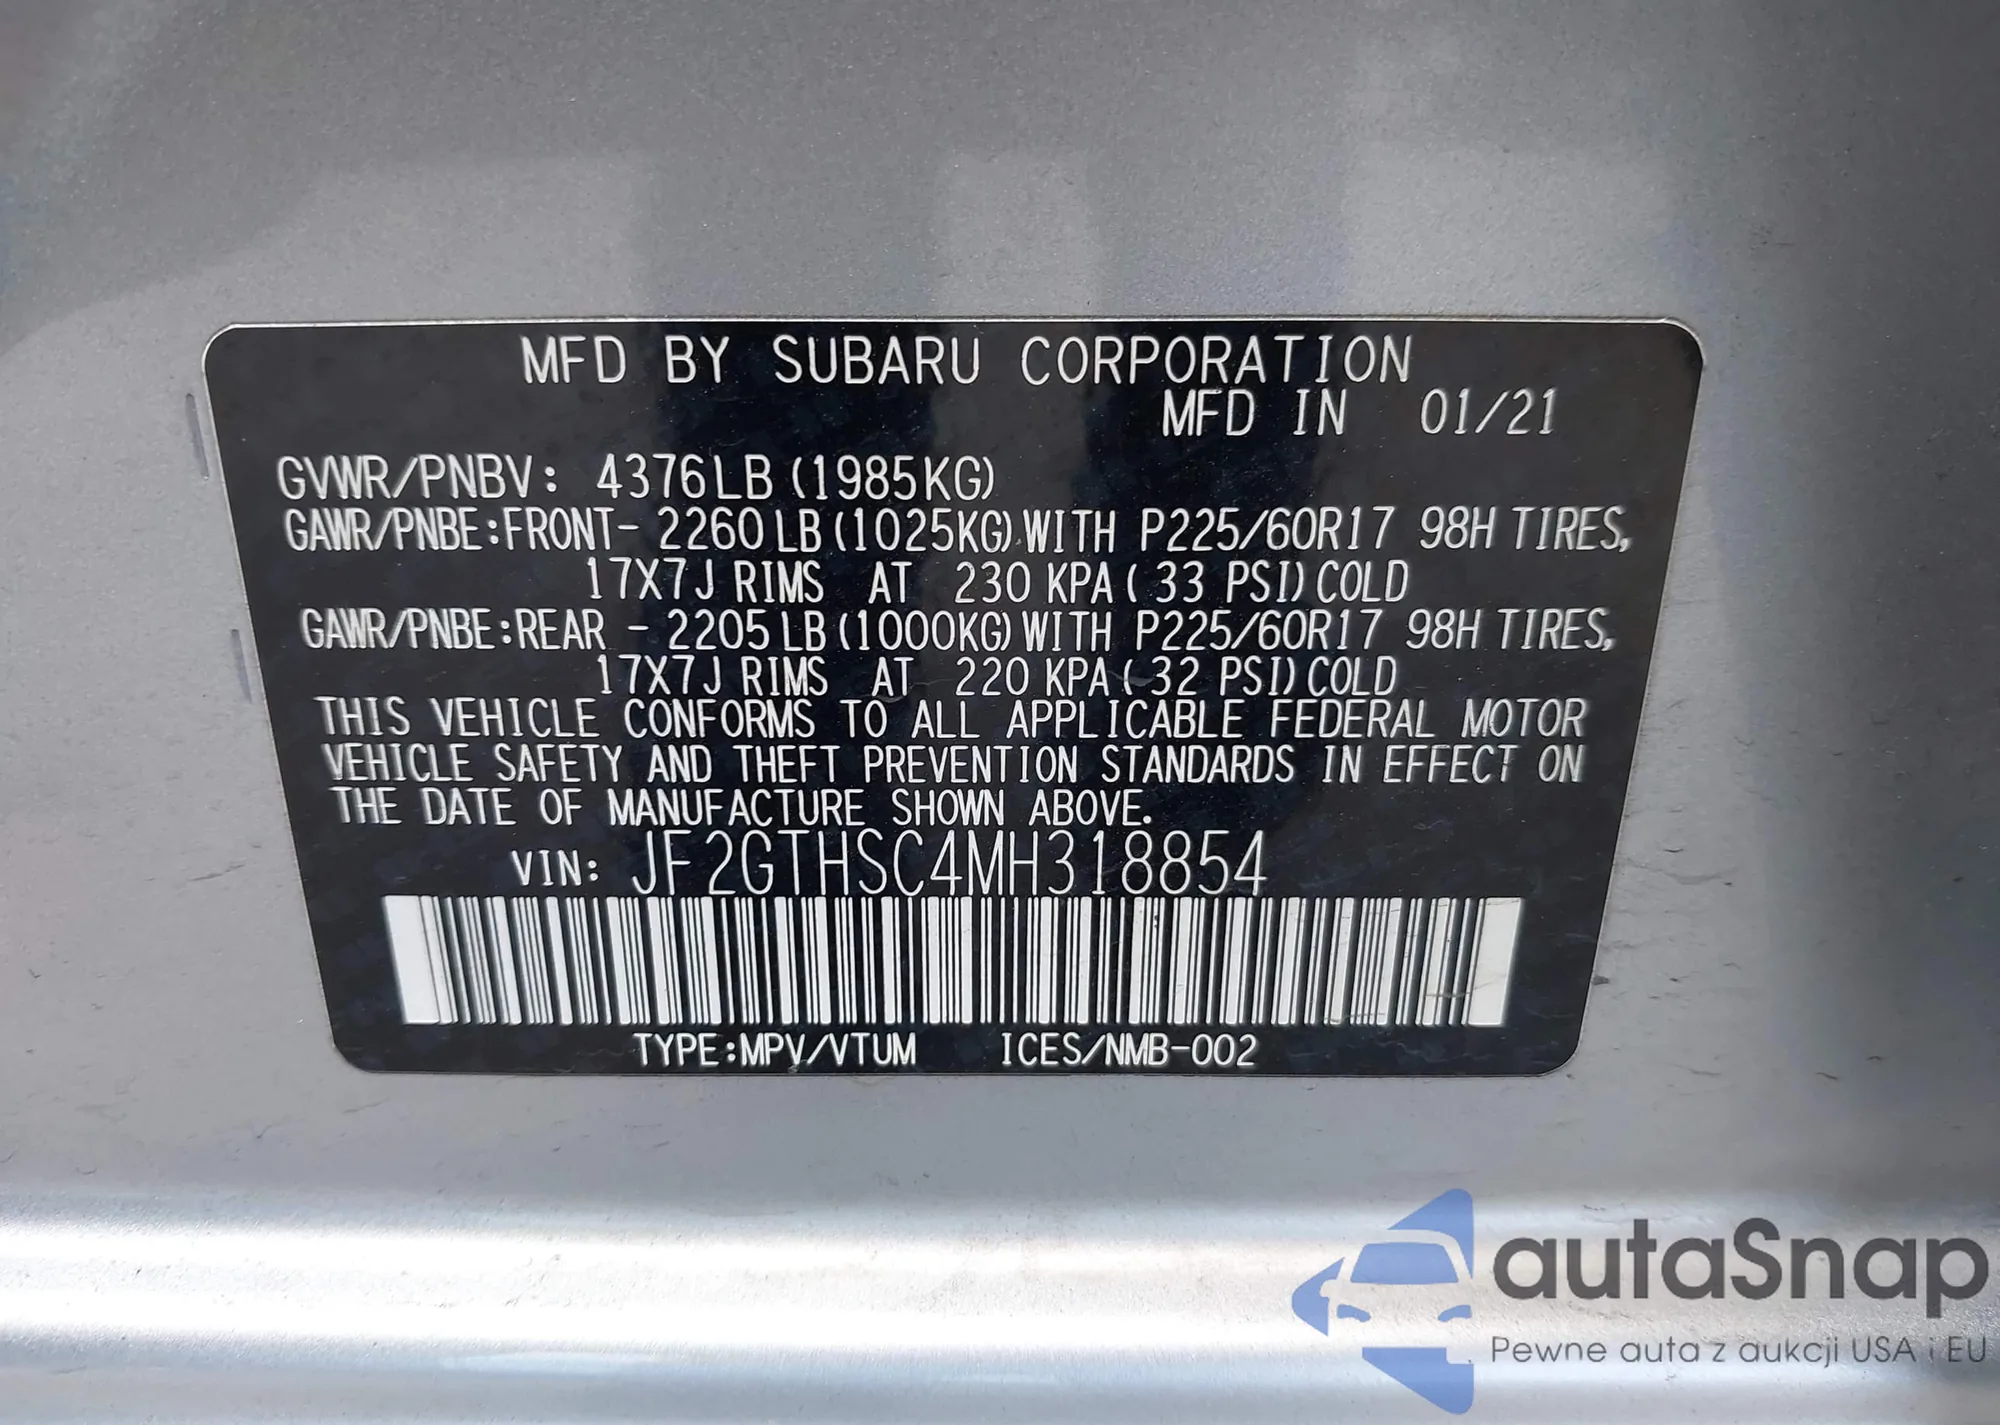 MFD BY SUBARU CORPORATION
MFD IN 01/21
GVWR/PNBV: 4376LB (1985KG)
GAWR/PNBE:FRONT- 2260LB (1025KG) WITH P225/60R17 98H TIRES,
17X7J RIMS AT 230 KPA ( 33 PSI) COLD
GAWR/PNBE:REAR - 2205LB (1000KG) WITH P225/60R17 98H TIRES,
17X7J RIMS AT 220 KPA ( 32 PSI) COLD
THIS VEHICLE CONFORMS TO ALL APPLICABLE FEDERAL MOTOR
VEHICLE SAFETY AND THEFT PREVENTION STANDARDS IN EFFECT ON
THE DATE OF MANUFACTURE SHOWN ABOVE.
VIN: JF2GTHSC4MH318854
TYPE:MPV/VTUM ICES/NMB-002
autaSnap
Pewne auta z aukcji USA i EU